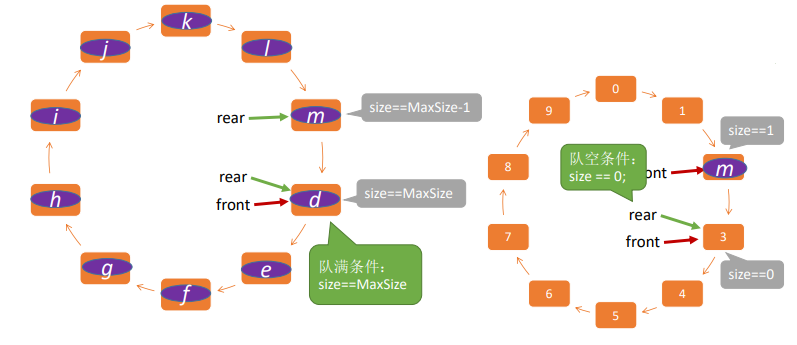 k
j
l
i
m
size==MaxSize-1
rear
h
d
size==MaxSize
rear
front
g
f
e
队满条件：
size==MaxSize
0
9
1
size==1
8
m
ont
队空条件：
size == 0;
7
3
rear
front
size==0
6
4
5